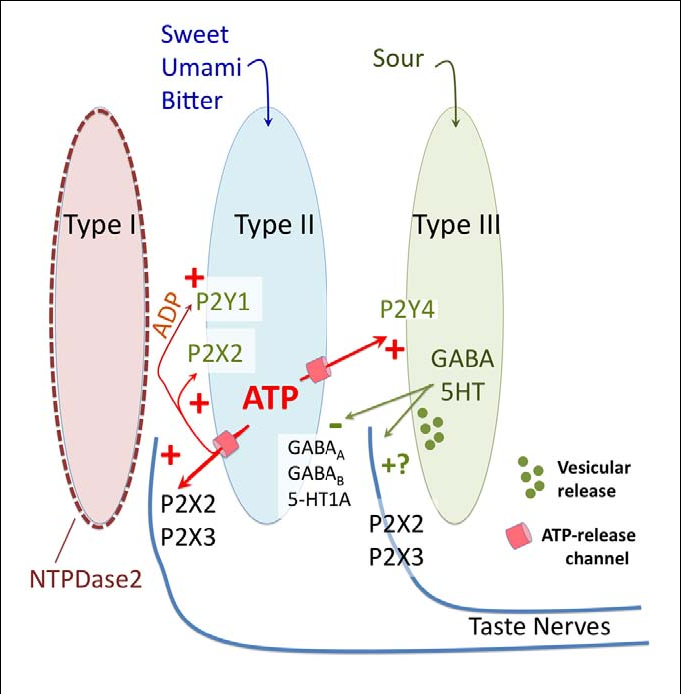 Sweet
Umami
Bitter
Sour
Type I
Type II
Type III
+
ADP
P2Y1
P2Y4
+
P2X2
GABA
5HT
ATP
+
-
+
GABAA
GABAB
5-HT1A
+?
Vesicular
release
P2X2
P2X3
P2X2
P2X3
ATP-release
channel
NTPDase2
Taste Nerves